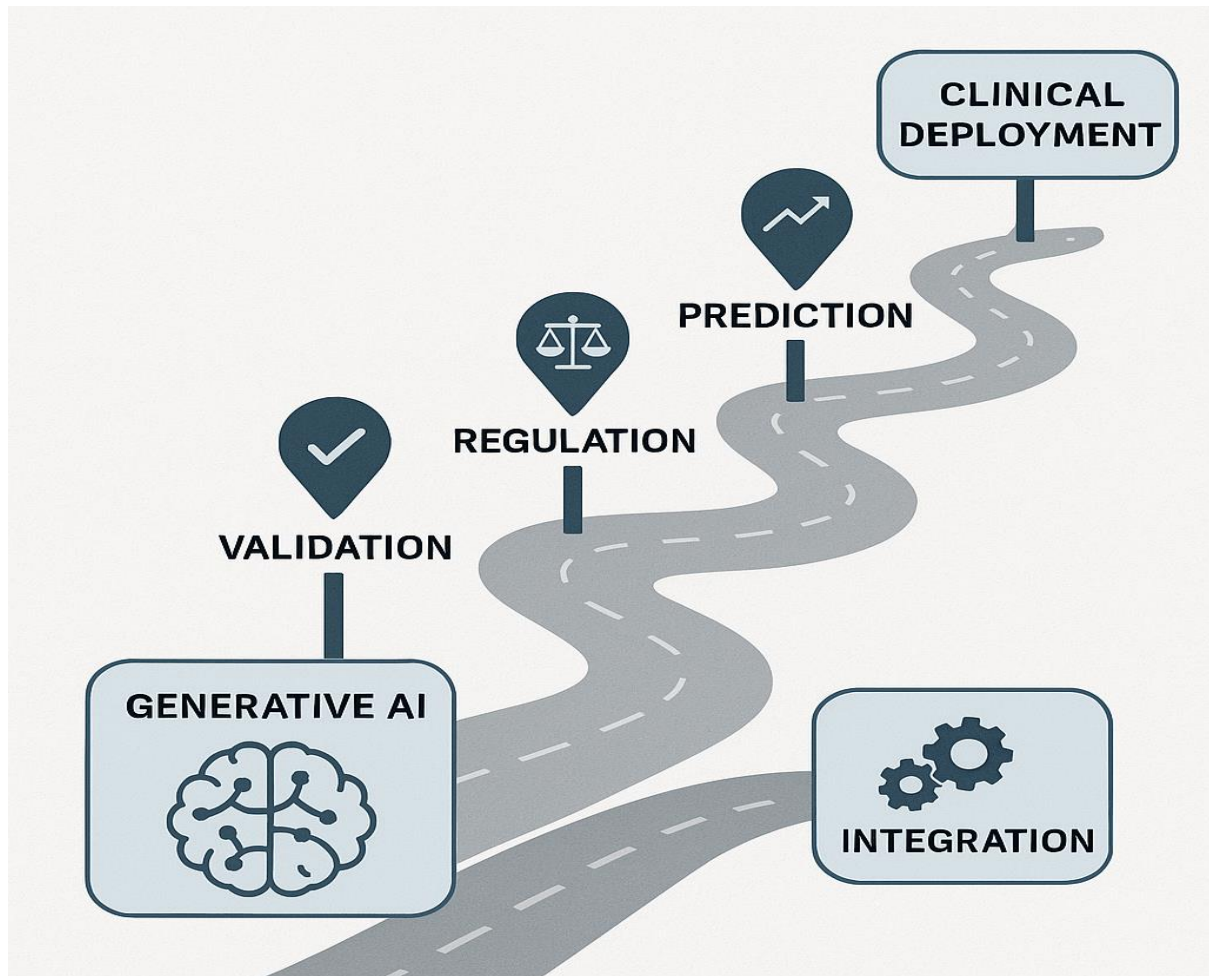 CLINICAL
DEPLOYMENT
PREDICTION
REGULATION
VALIDATION
GENERATIVE AI
INTEGRATION